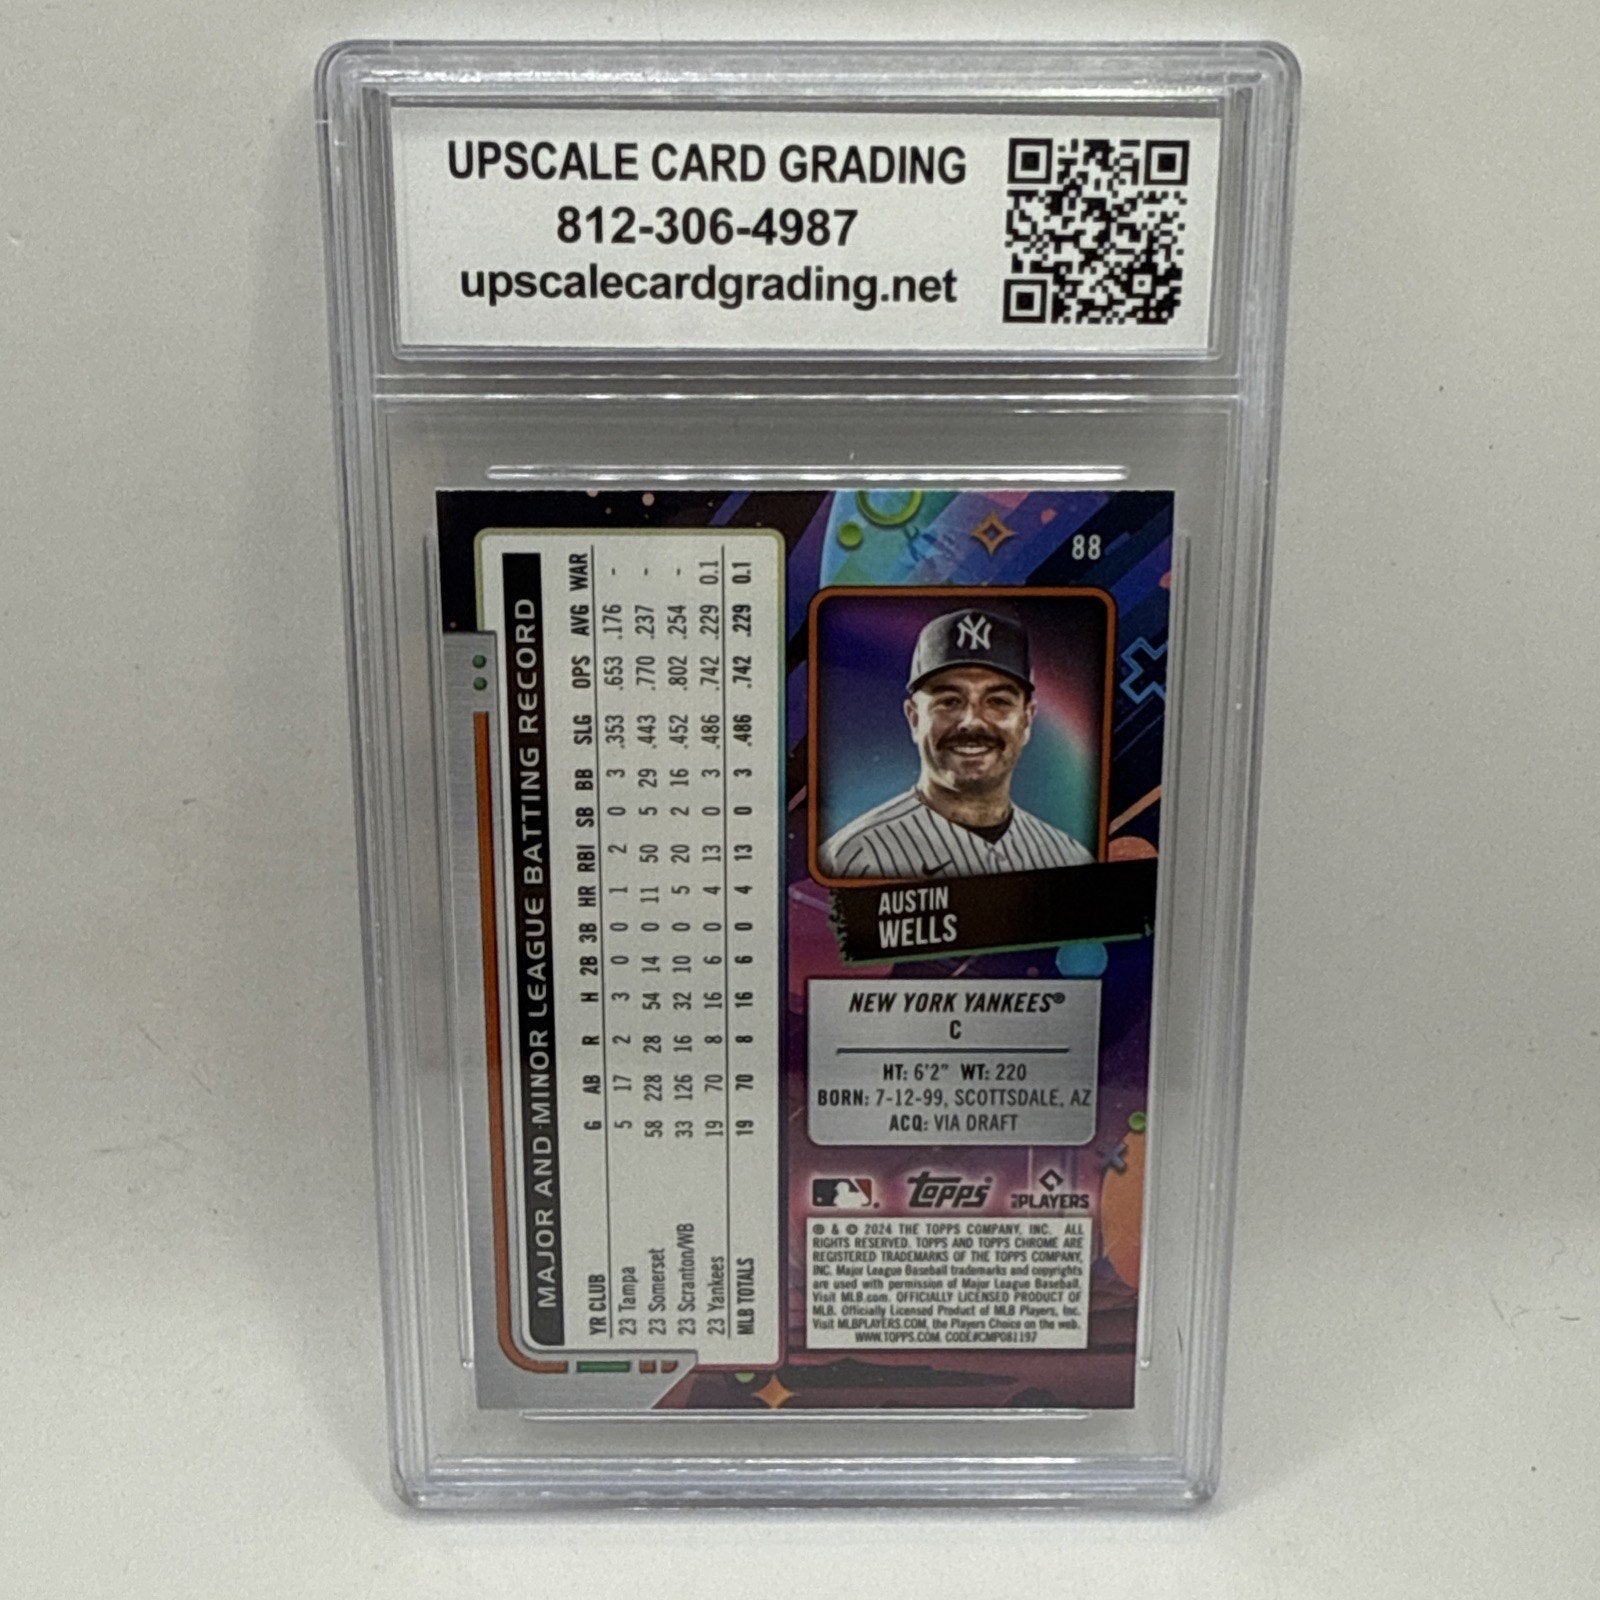 UPSCALE CARD GRADING
812-306-4987
upscalecardgrading.net
MAJOR AND MINOR LEAGUE BATTING RECORD
YR CLUB G AB R H 2B 3B HR RBI SB BB SLG OPS AVG WAR
23 Tampa 5 17 2 3 0 0 1 2 0 3 .353 .653 .176 -
23 Somerset 58 228 28 54 14 0 11 50 5 29 .443 .770 .237 -
23 Scranton/WB 33 126 16 32 10 0 5 20 2 16 .452 .802 .254 -
23 Yankees 19 70 8 16 6 0 4 13 0 3 .486 .742 .229 0.1
MLB TOTALS 19 70 8 16 6 0 4 13 0 3 .486 .742 .229 0.1
88
NY
AUSTIN
WELLS
NEW YORK YANKEES®
C
HT: 6'2" WT: 220
BORN: 7-12-99, SCOTTSDALE, AZ
ACQ: VIA DRAFT
topps
MLB PLAYERS
® & © 2024 THE TOPPS COMPANY, INC. ALL
RIGHTS RESERVED. TOPPS AND TOPPS CHROME ARE
REGISTERED TRADEMARKS OF THE TOPPS COMPANY,
INC. Major League Baseball trademarks and copyrights
are used with permission of Major League Baseball.
Visit MLB.com. OFFICIALLY LICENSED PRODUCT OF
MLB. Officially Licensed Product of MLB Players, Inc.
Visit MLBPLAYERS.COM, the Players Choice on the web.
WWW.TOPPS.COM. CODE#CMP081197